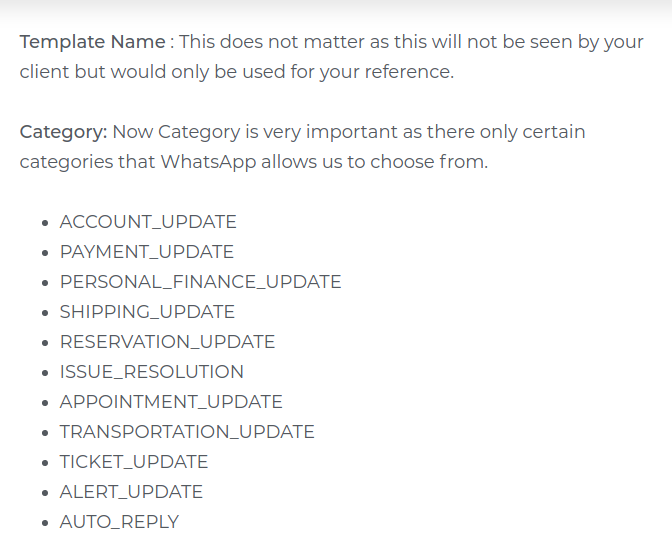 Template Name : This does not matter as this will not be seen by your
client but would only be used for your reference.
Category: Now Category is very important as there only certain
categories that WhatsApp allows us to choose from.
• ACCOUNT_UPDATE
• PAYMENT_UPDATE
• PERSONAL_FINANCE_UPDATE
• SHIPPING_UPDATE
• RESERVATION_UPDATE
• ISSUE_RESOLUTION
• APPOINTMENT_UPDATE
• TRANSPORTATION_UPDATE
• TICKET_UPDATE
• ALERT_UPDATE
• AUTO_REPLY